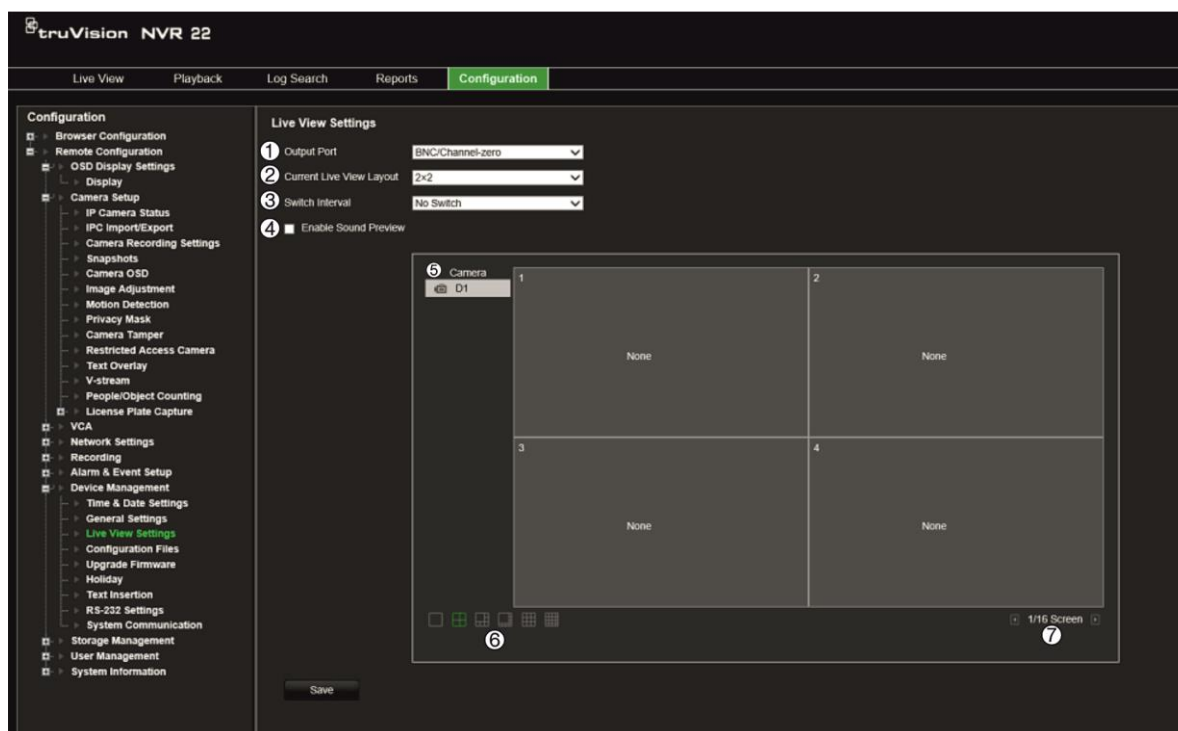 truVision NVR 22
Live View Playback Log Search Reports Configuration
Configuration
Browser Configuration
Remote Configuration
OSD Display Settings
Display
Camera Setup
IP Camera Status
IPC Import/Export
Camera Recording Settings
Snapshots
Camera OSD
Image Adjustment
Motion Detection
Privacy Mask
Camera Tamper
Restricted Access Camera
Text Overlay
V-stream
People/Object Counting
License Plate Capture
VCA
Network Settings
Recording
Alarm & Event Setup
Device Management
Time & Date Settings
General Settings
Live View Settings
Configuration Files
Upgrade Firmware
Holiday
Text Insertion
RS-232 Settings
System Communication
Storage Management
User Management
System Information
Live View Settings
① Output Port BNC/Channel-zero
② Current Live View Layout 2×2
③ Switch Interval No Switch
④ Enable Sound Preview
⑤ Camera
D1
1
None
2
None
3
None
4
None
⑥
1/16 Screen
⑦
Save